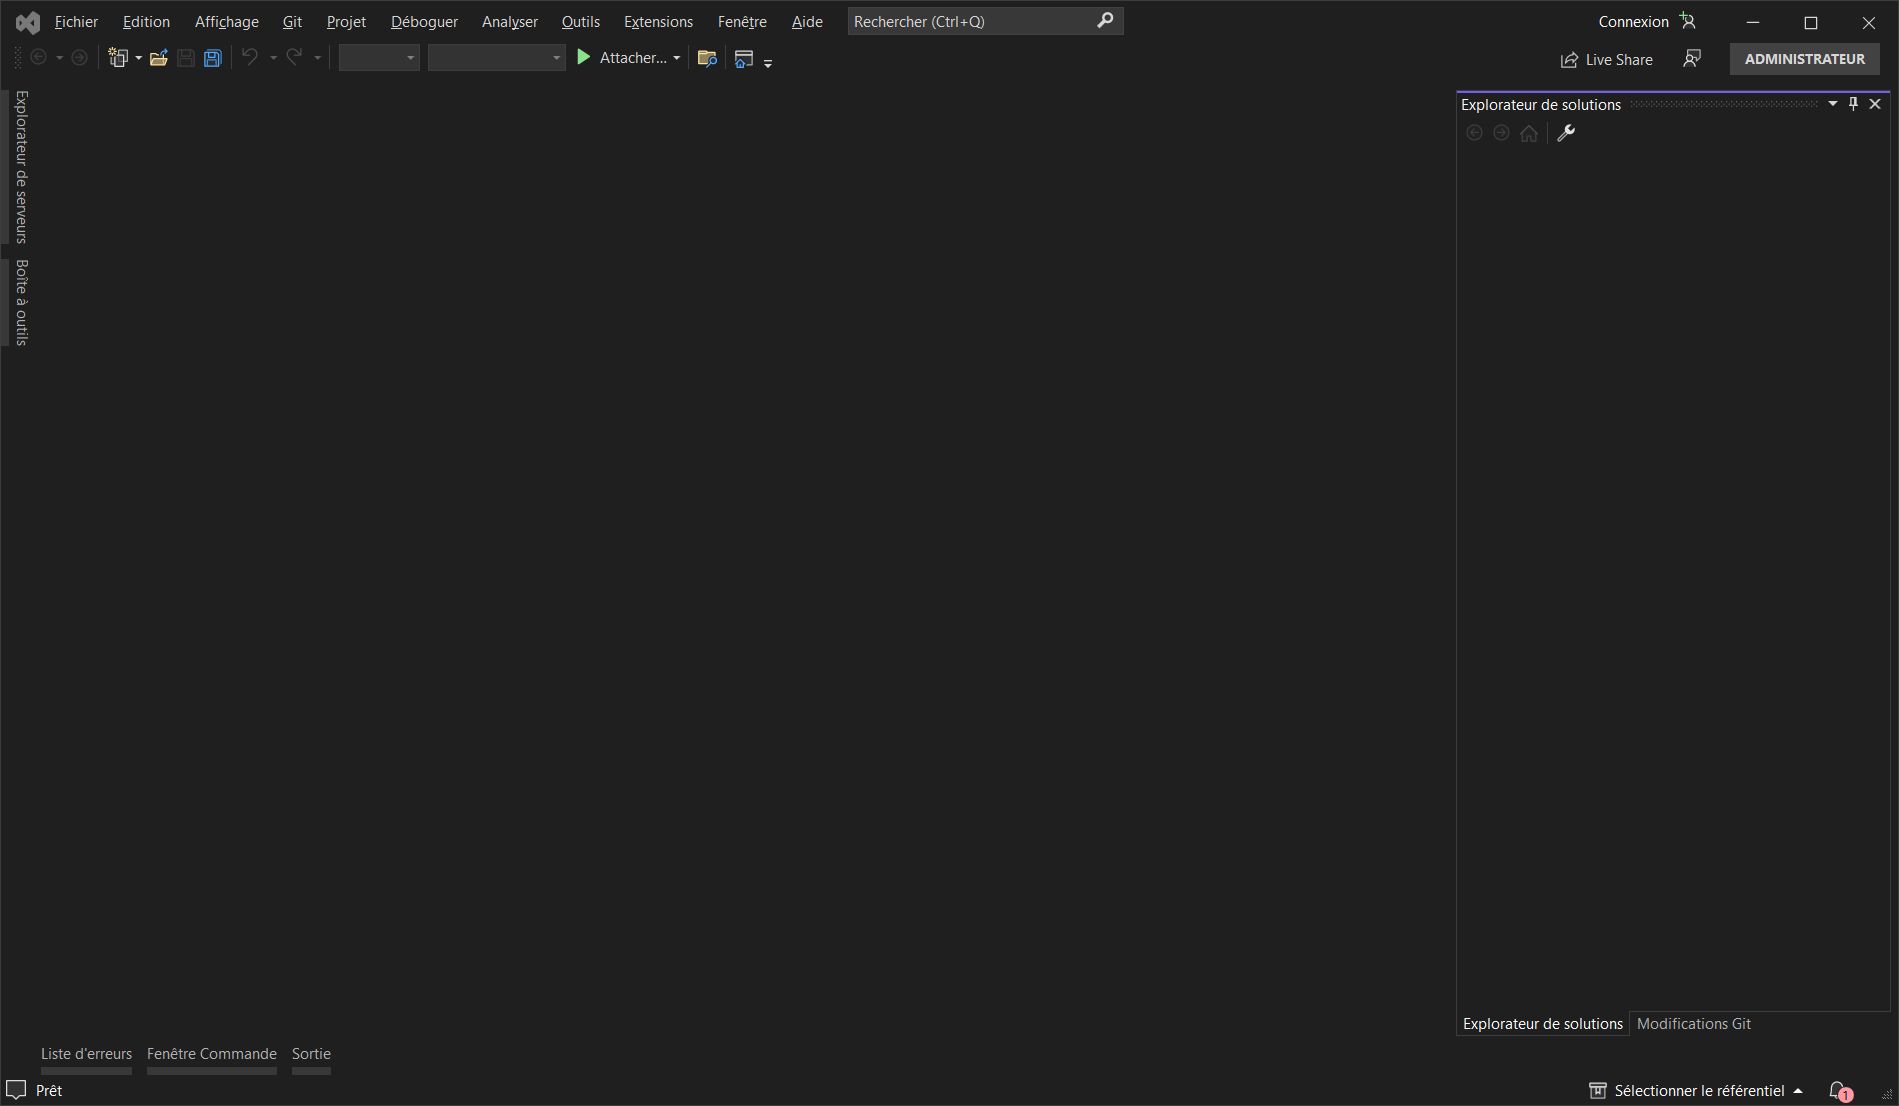 Fichier Edition Affichage Git Projet Déboguer Analyser Outils Extensions Fenêtre Aide Rechercher (Ctrl+Q) Connexion
Attacher... Live Share ADMINISTRATEUR
Explorateur de serveurs
Boîte à outils
Explorateur de solutions
Explorateur de solutions Modifications Git
Liste d'erreurs Fenêtre Commande Sortie
Prêt Sélectionner le référentiel 1